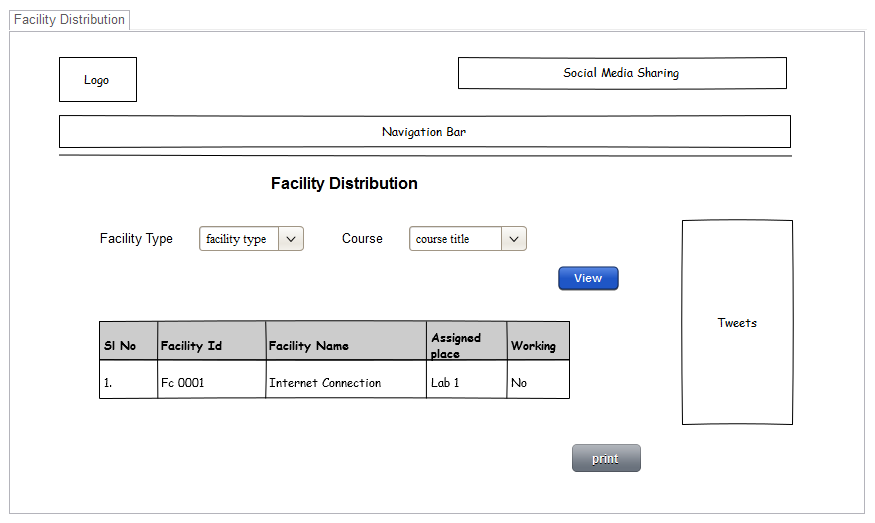 Facility Distribution
Logo
Social Media Sharing
Navigation Bar
Facility Distribution
Facility Type facility type Course course title
View
Tweets
Sl No Facility Id Facility Name Assigned place Working
1. Fc 0001 Internet Connection Lab 1 No
print